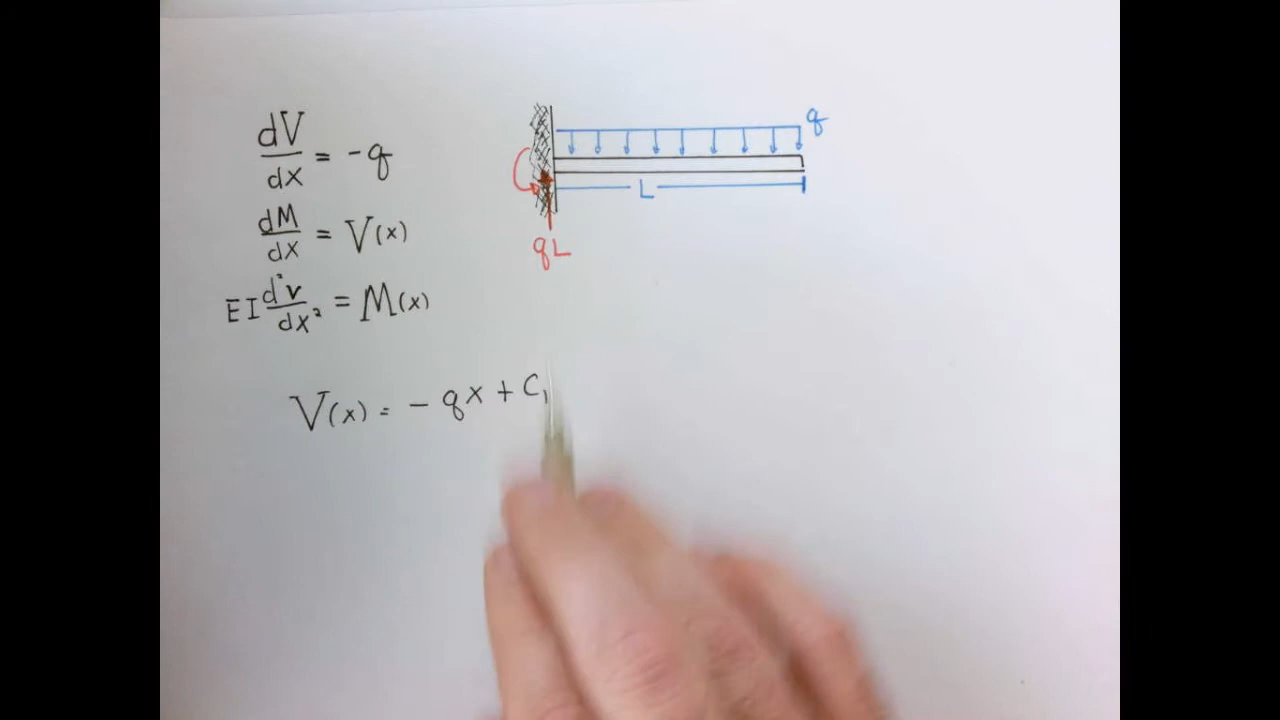 dV/dx = -q
dM/dx = V(x)
EI d²v/dx² = M(x)
V(x) = - qx + C₁
q
L
qL